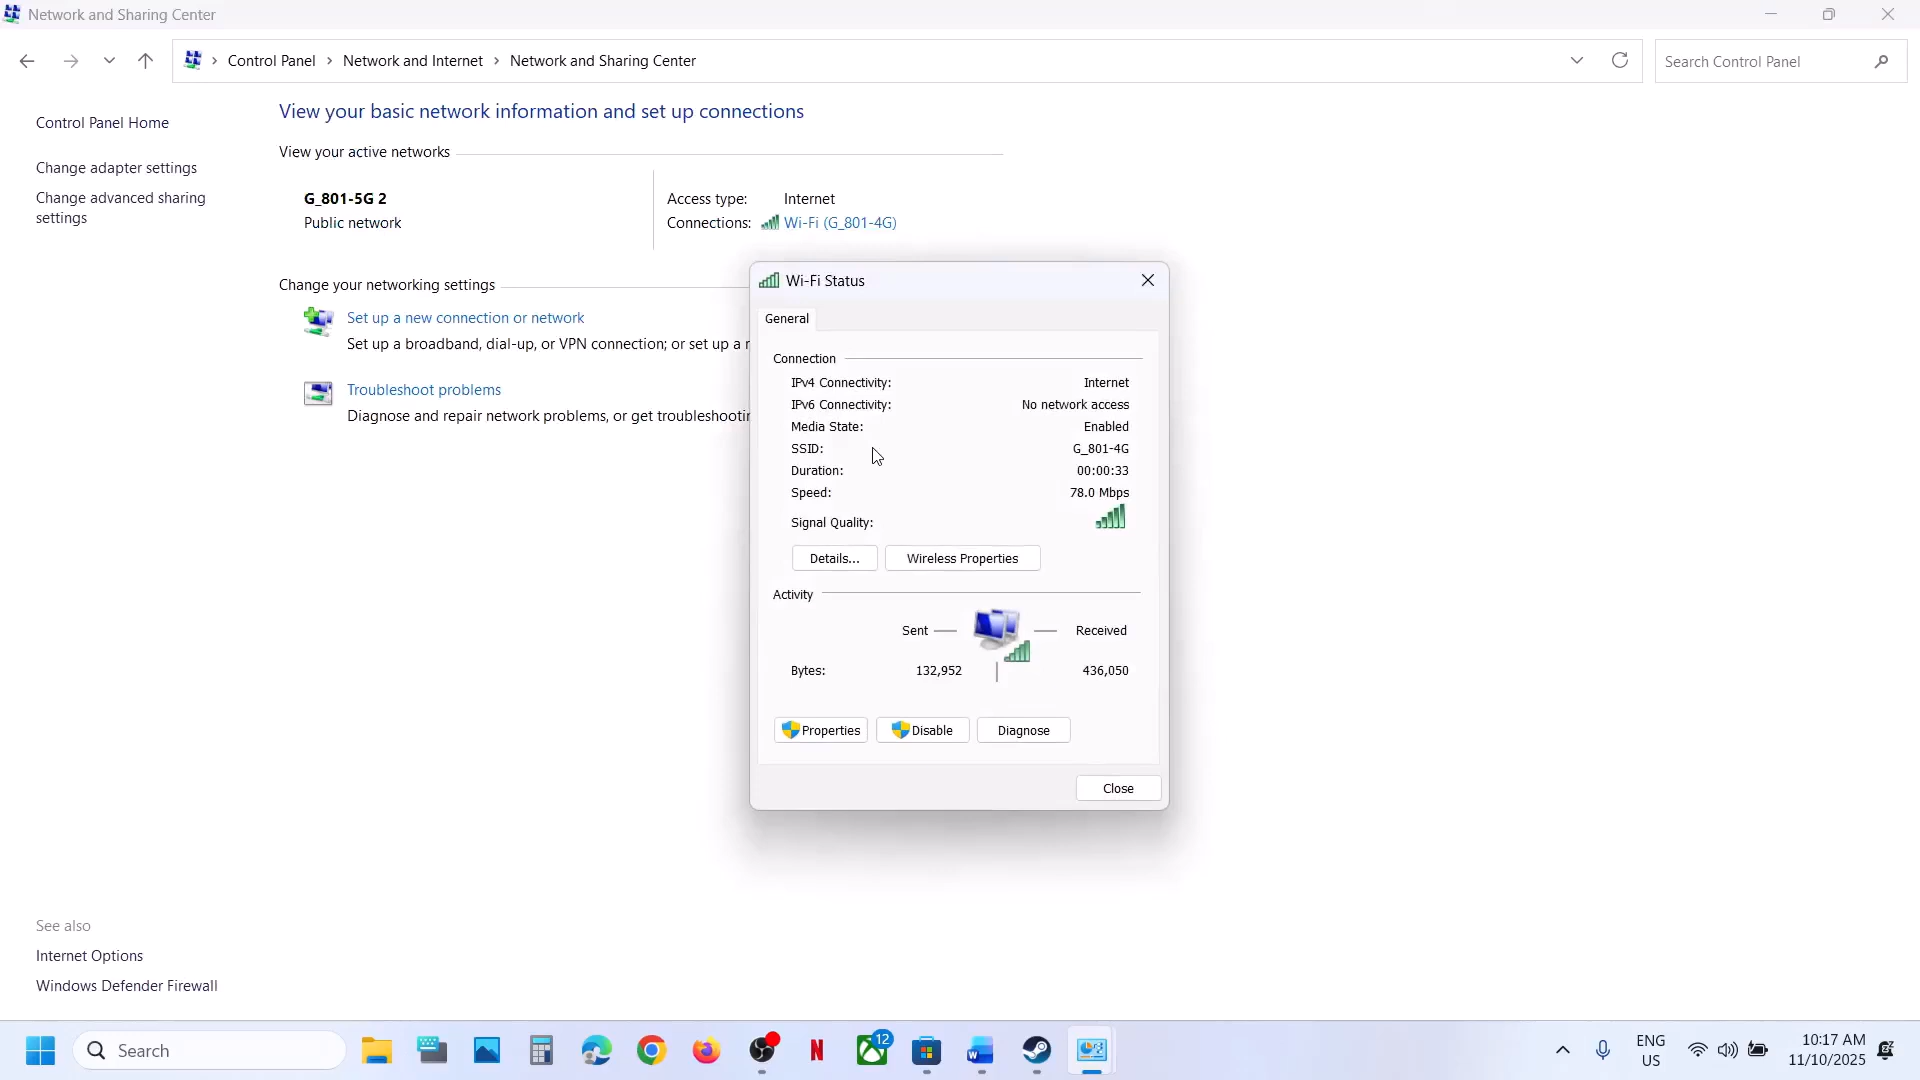 Network and Sharing Center
Control Panel > Network and Internet > Network and Sharing Center
Search Control Panel
Control Panel Home
Change adapter settings
Change advanced sharing
settings
View your basic network information and set up connections
View your active networks
G_801-5G 2
Public network
Access type: Internet
Connections: Wi-Fi (G_801-4G)
Change your networking settings
Set up a new connection or network
Set up a broadband, dial-up, or VPN connection; or set up a
Troubleshoot problems
Diagnose and repair network problems, or get
Wi-Fi Status
General
Connection
IPv4 Connectivity: Internet
IPv6 Connectivity: No network access
Media State: Enabled
SSID: G_801-4G
Duration: 00:00:33
Speed: 78.0 Mbps
Signal Quality:
Details...
Wireless Properties
Activity
Sent — — Received
Bytes: 132,952 | 436,050
Properties
Disable
Diagnose
Close
See also
Internet Options
Windows Defender Firewall
Search
N
12
W
ENG
US
10:17 AM
11/10/2025